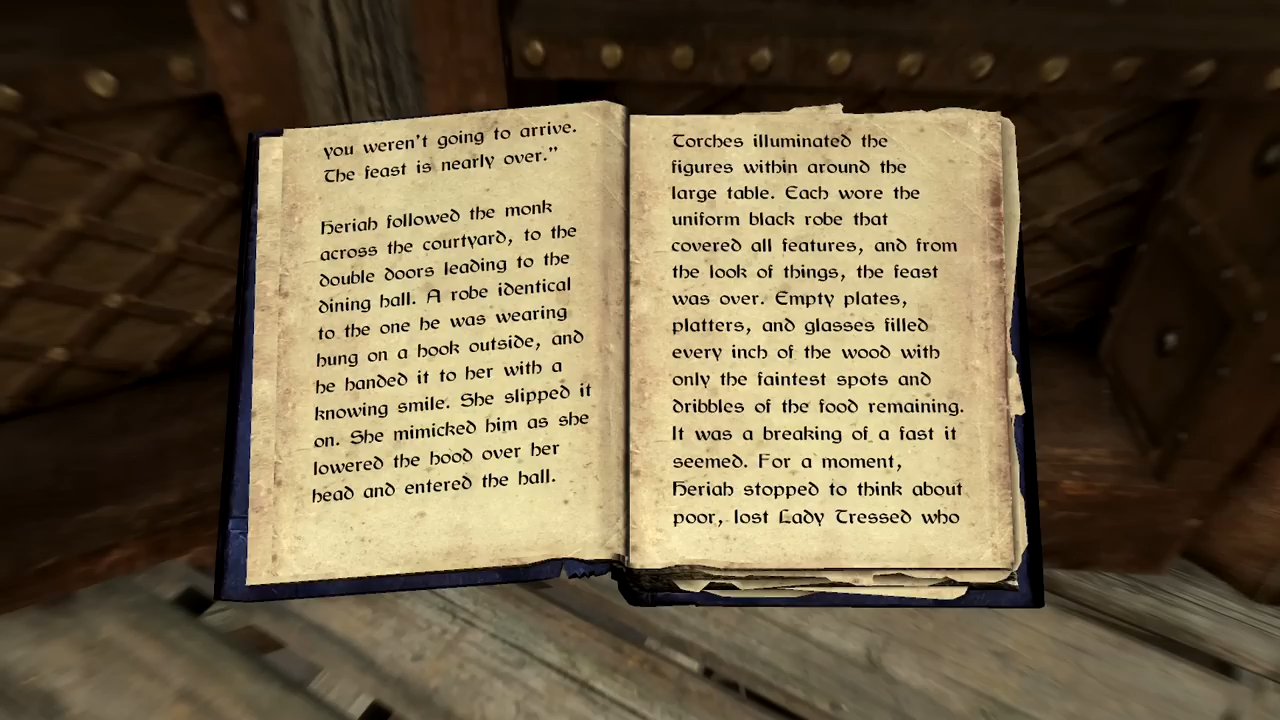 you weren't going to arrive.
The feast is nearly over."
Heriah followed the monk
across the courtyard, to the
double doors leading to the
dining hall. A robe identical
to the one he was wearing
hung on a hook outside, and
he handed it to her with a
knowing smile. She slipped it
on. She mimicked him as she
lowered the hood over her
head and entered the hall.
Torches illuminated the
figures within around the
large table. Each wore the
uniform black robe that
covered all features, and from
the look of things, the feast
was over. Empty plates,
platters, and glasses filled
every inch of the wood with
only the faintest spots and
dribbles of the food remaining.
It was a breaking of a fast it
seemed. For a moment,
Heriah stopped to think about
poor, lost Lady Tressed who